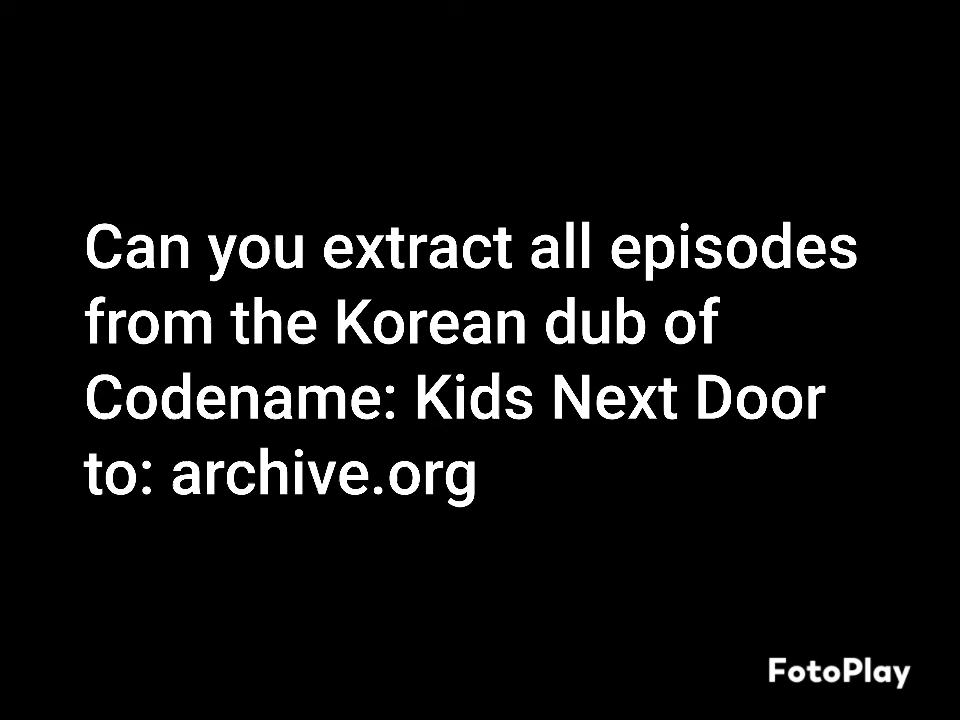 Can you extract all episodes
from the Korean dub of
Codename: Kids Next Door
to: archive.org
FotoPlay